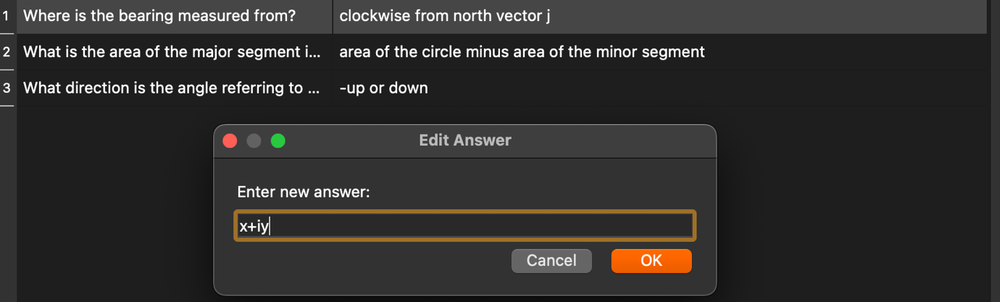 1 Where is the bearing measured from? clockwise from north vector j
2 What is the area of the major segment i... area of the circle minus area of the minor segment
3 What direction is the angle referring to ... -up or down
Edit Answer
Enter new answer:
x+iy
Cancel OK